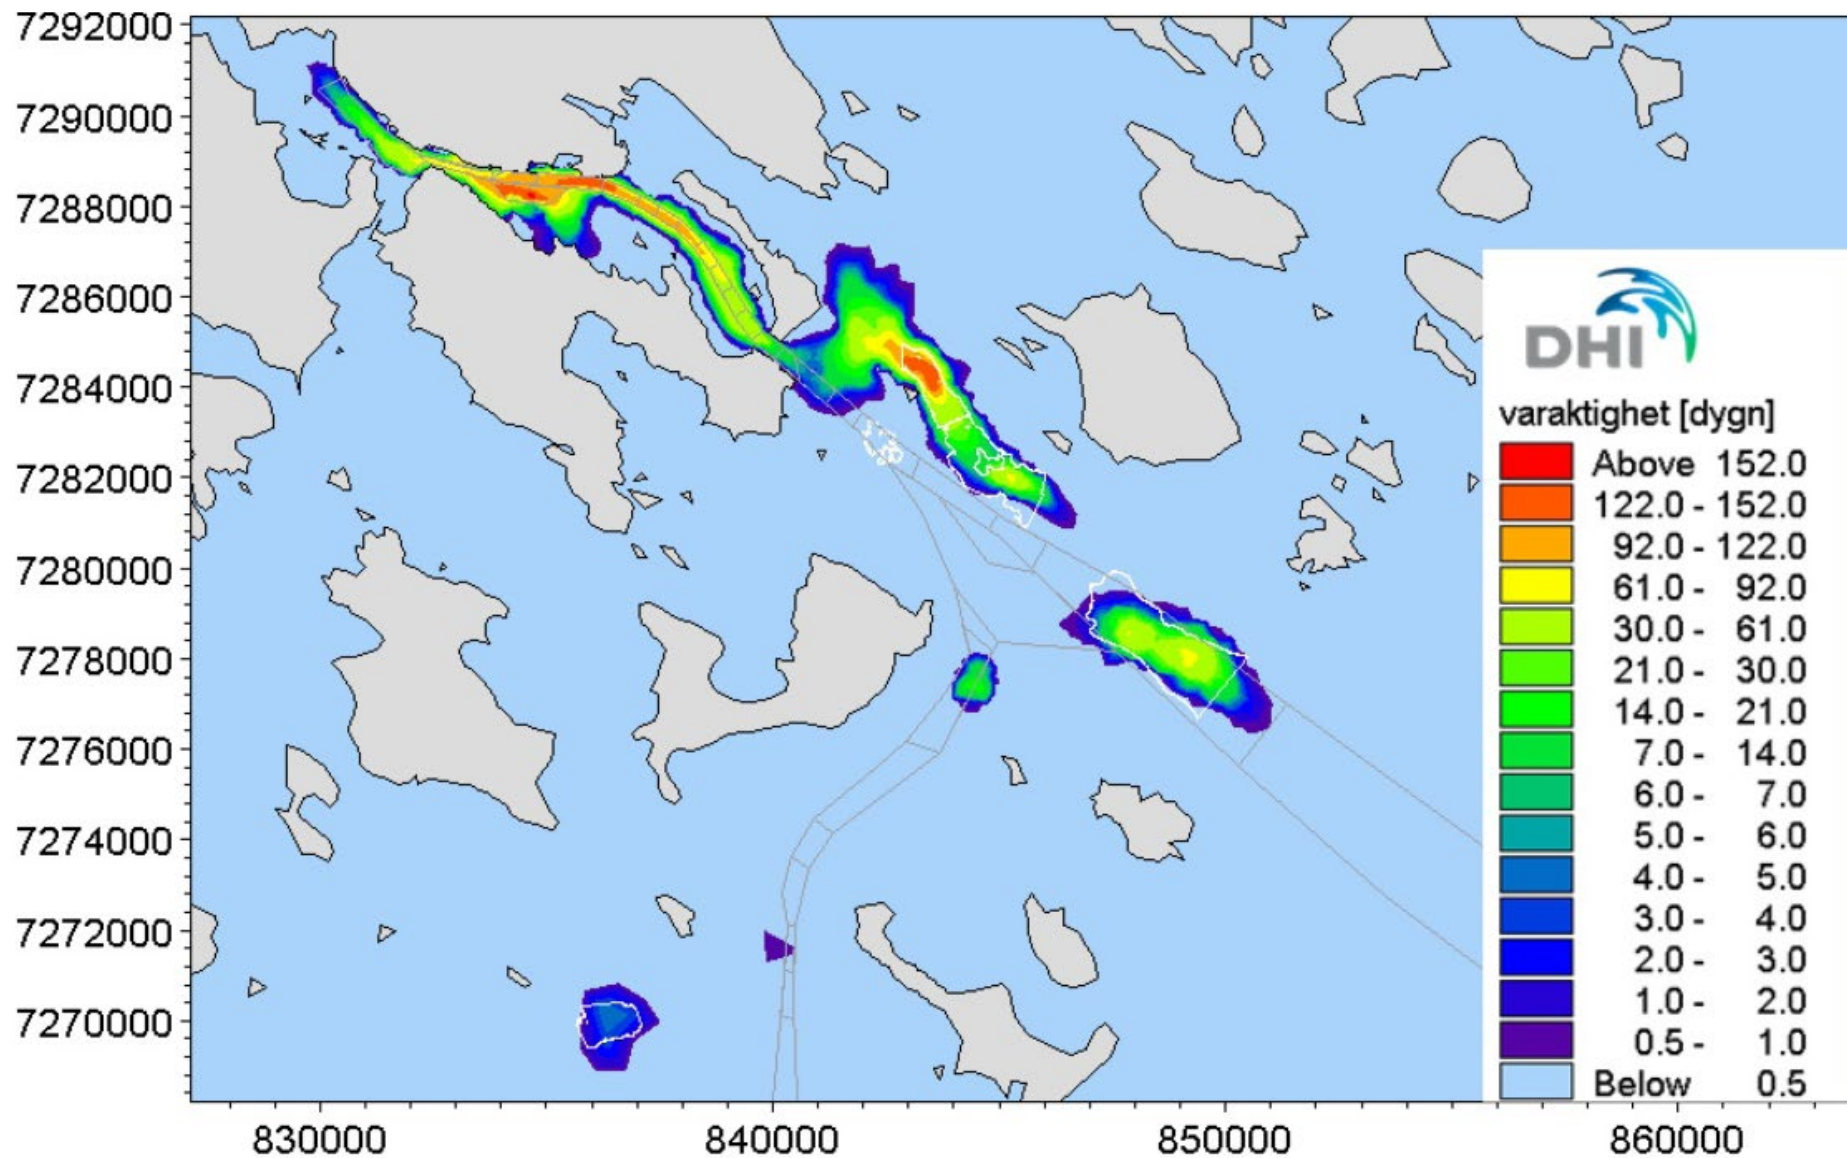 7292000
7290000
7288000
7286000
7284000
7282000
7280000
7278000
7276000
7274000
7272000
7270000
830000 840000 850000 860000
DHI
varaktighet [dygn]
Above 152.0
122.0 - 152.0
92.0 - 122.0
61.0 - 92.0
30.0 - 61.0
21.0 - 30.0
14.0 - 21.0
7.0 - 14.0
6.0 - 7.0
5.0 - 6.0
4.0 - 5.0
3.0 - 4.0
2.0 - 3.0
1.0 - 2.0
0.5 - 1.0
Below 0.5